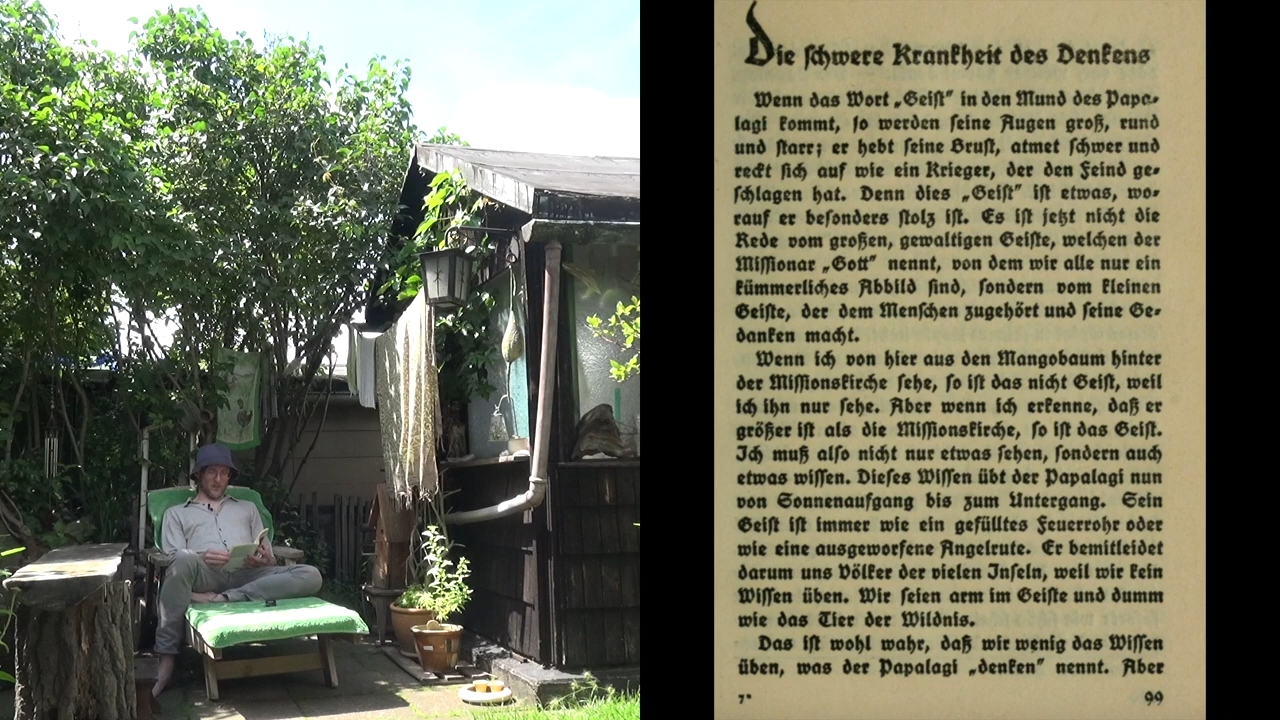 Die schwere Krankheit des Denkens
Wenn das Wort „Geist“ in den Mund des Papa-
lagi kommt, so werden seine Augen groß, rund
und starr; er hebt seine Brust, atmet schwer und
reckt sich auf wie ein Krieger, der den Feind ge-
schlagen hat. Denn dies „Geist“ ist etwas, wo-
rauf er besonders stolz ist. Es ist jetzt nicht die
Rede vom großen, gewaltigen Geiste, welchen der
Missionar „Gott“ nennt, von dem wir alle nur ein
kümmerliches Abbild sind, sondern vom kleinen
Geiste, der dem Menschen zugehört und seine Ge-
danken macht.
Wenn ich von hier aus den Mangobaum hinter
der Missionskirche sehe, so ist das nicht Geist, weil
ich ihn nur sehe. Aber wenn ich erkenne, daß er
größer ist als die Missionskirche, so ist das Geist.
Ich muß also nicht nur etwas sehen, sondern auch
etwas wissen. Dieses Wissen übt der Papalagi nun
von Sonnenaufgang bis zum Untergang. Sein
Geist ist immer wie ein gefülltes Feuerrohr oder
wie eine ausgeworfene Angelrute. Er bemitleidet
darum uns Völker der vielen Inseln, weil wir kein
Wissen üben. Wir seien arm im Geiste und dumm
wie das Tier der Wildnis.
Das ist wohl wahr, daß wir wenig das Wissen
üben, was der Papalagi „denken“ nennt. Aber
7* 99